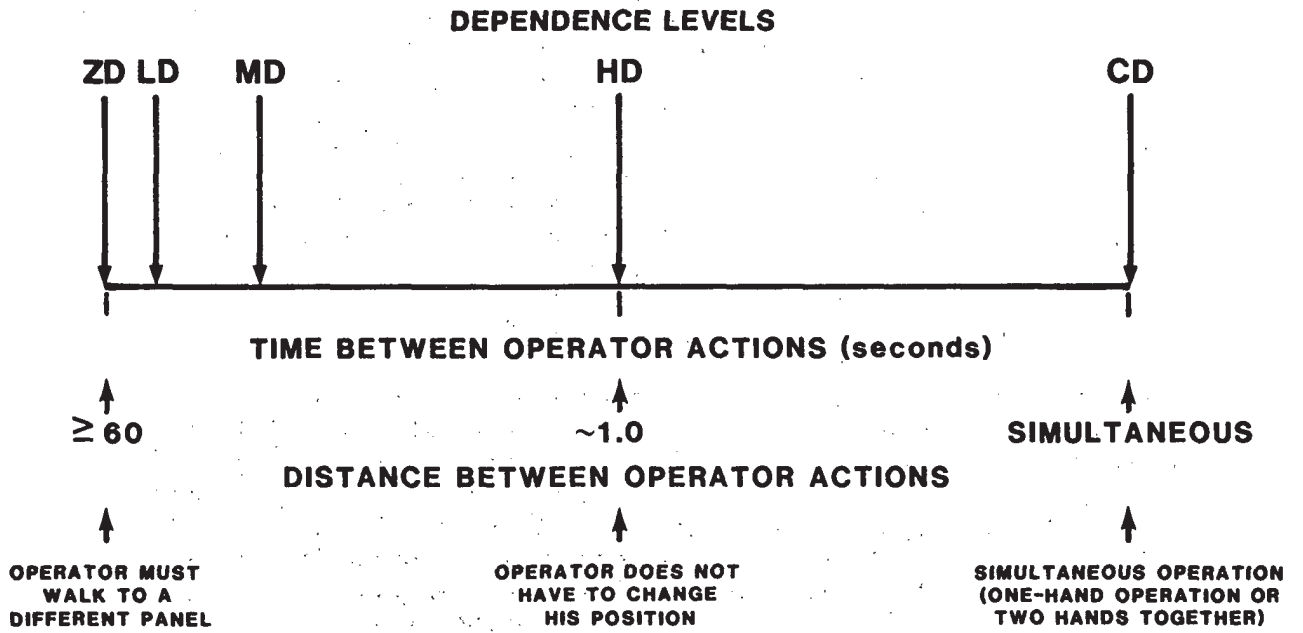 DEPENDENCE LEVELS
ZD LD MD HD CD
TIME BETWEEN OPERATOR ACTIONS (seconds)
≥ 60 ~1.0 SIMULTANEOUS
DISTANCE BETWEEN OPERATOR ACTIONS
OPERATOR MUST
WALK TO A
DIFFERENT PANEL
OPERATOR DOES NOT
HAVE TO CHANGE
HIS POSITION
SIMULTANEOUS OPERATION
(ONE-HAND OPERATION OR
TWO HANDS TOGETHER)